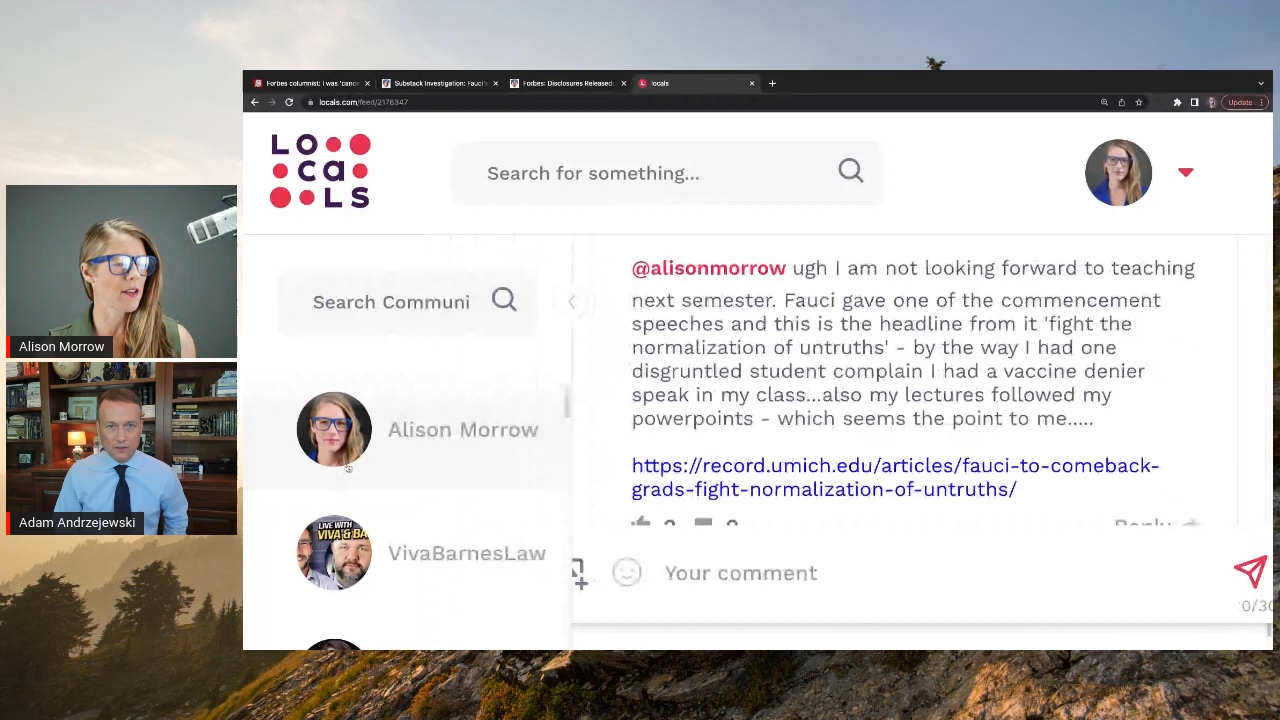 Forbes columnist: I was 'cance
Substack Investigation: Fauci's
Forbes: Disclosures Released:
locals
locals.com/feed/2176347
Update
LOcaLS
Search for something...
Search Communi
Alison Morrow
LIVE WITH
VIVA & BA
VivaBarnesLaw
@alisonmorrow ugh I am not looking forward to teaching
next semester. Fauci gave one of the commencement
speeches and this is the headline from it 'fight the
normalization of untruths' - by the way I had one
disgruntled student complain I had a vaccine denier
speak in my class...also my lectures followed my
powerpoints - which seems the point to me.....
https://record.umich.edu/articles/fauci-to-comeback-
grads-fight-normalization-of-untruths/
Reply
Your comment
0/30
Alison Morrow
Adam Andrzejewski